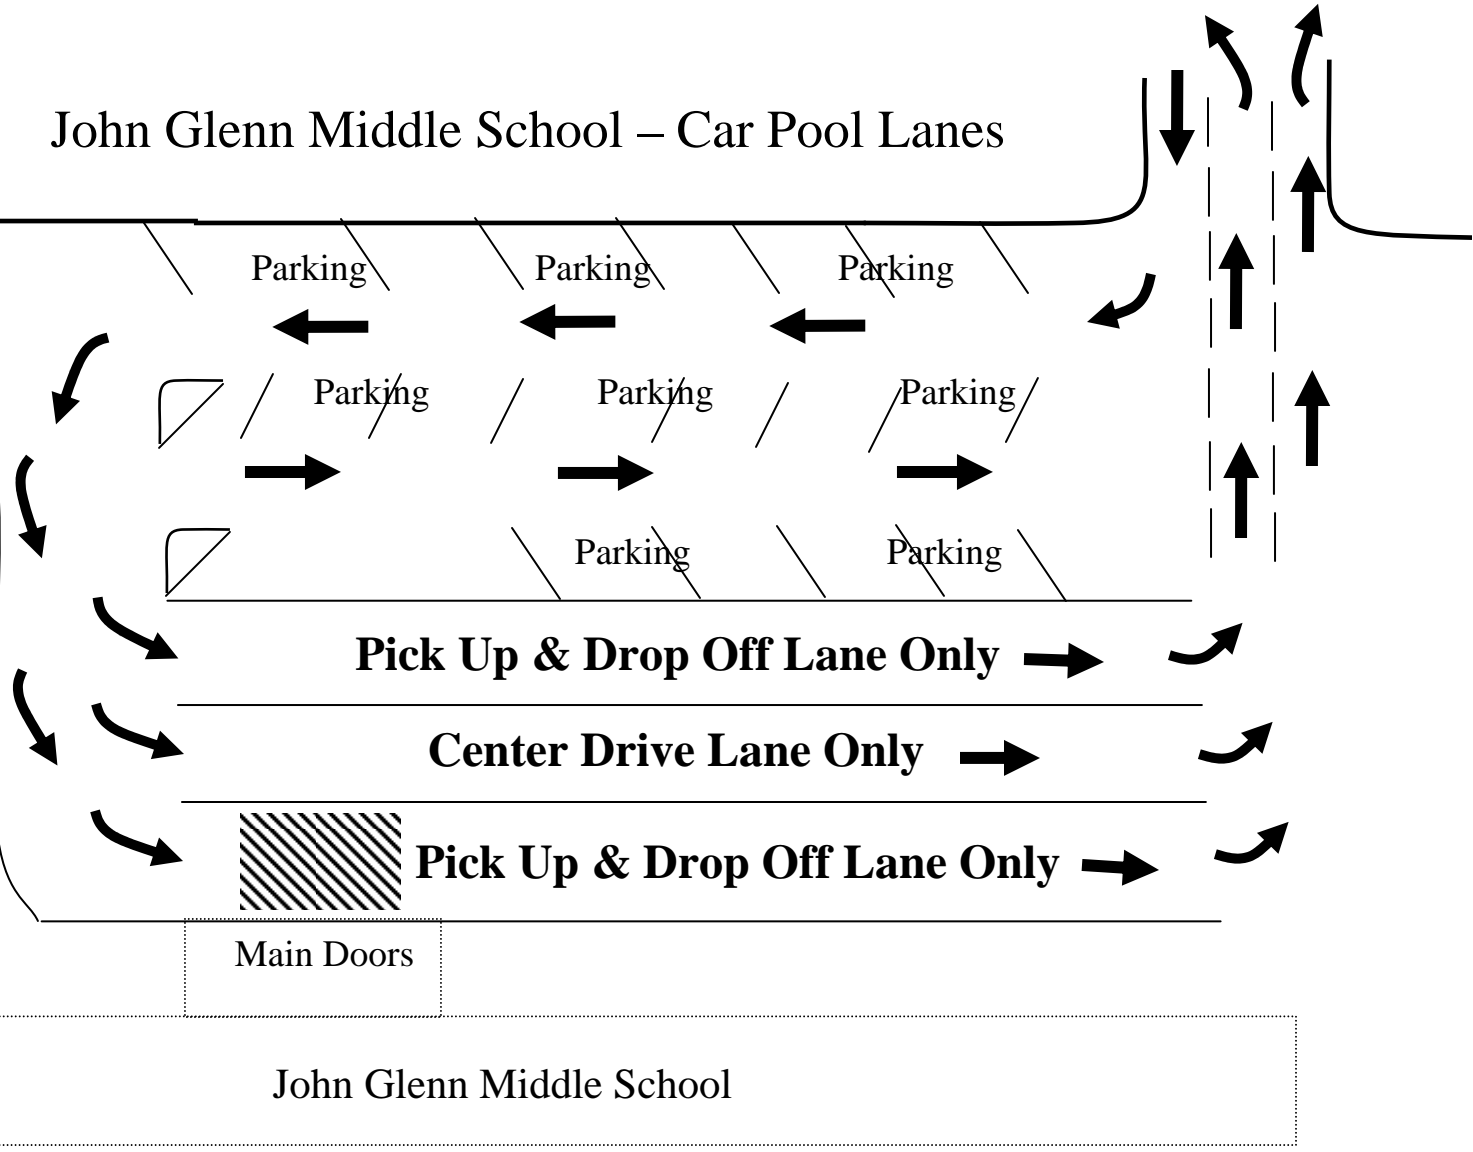 John Glenn Middle School – Car Pool Lanes
Parking Parking Parking
Parking Parking Parking
Parking Parking
Pick Up & Drop Off Lane Only
Center Drive Lane Only
Pick Up & Drop Off Lane Only
Main Doors
John Glenn Middle School